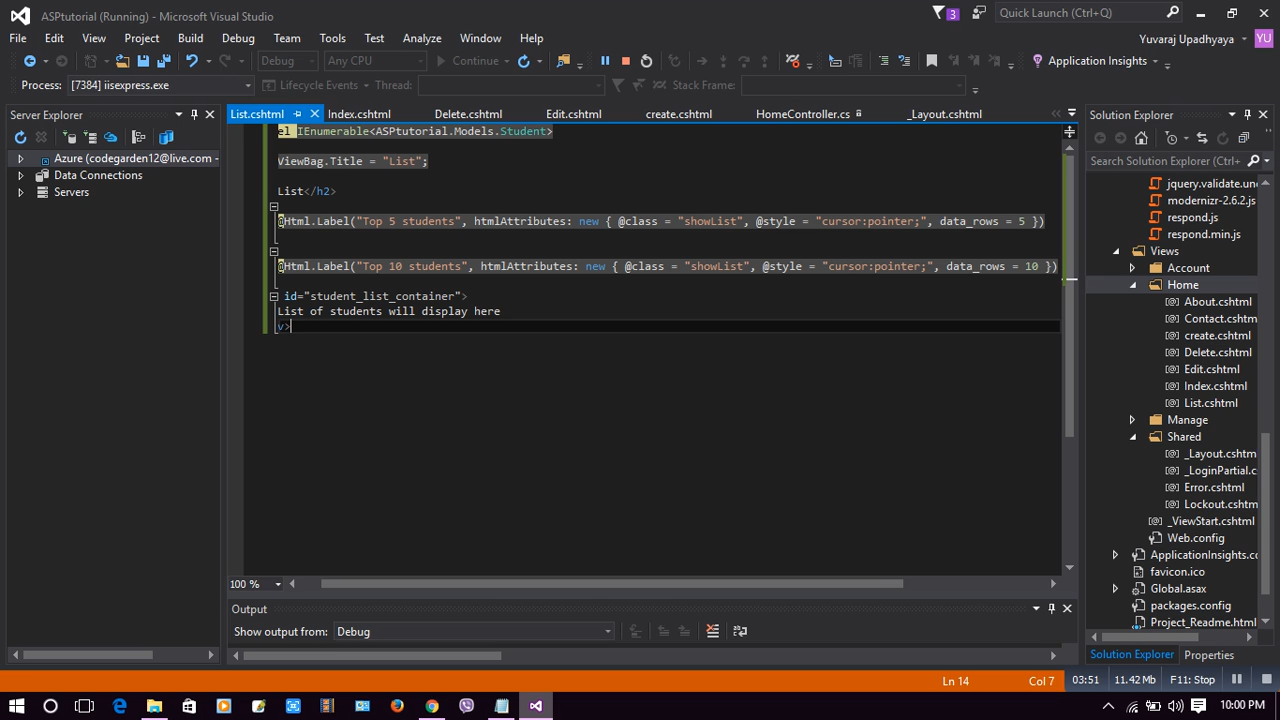 ASPtutorial (Running) - Microsoft Visual Studio
3
Quick Launch (Ctrl+Q)
File Edit View Project Build Debug Team Tools Test Analyze Window Help
Yuvaraj Upadhyaya
YU
Debug
Any CPU
Continue
Application Insights
Process: [7384] iisexpress.exe
Lifecycle Events
Thread:
Stack Frame:
Server Explorer
Azure (codegarden12@live.com -
Data Connections
Servers
List.cshtml
Index.cshtml
Delete.cshtml
Edit.cshtml
create.cshtml
HomeController.cs
_Layout.cshtml
el IEnumerable<ASPtutorial.Models.Student>
ViewBag.Title = "List";
List</h2>
@Html.Label("Top 5 students", htmlAttributes: new { @class = "showList", @style = "cursor:pointer;", data_rows = 5 })
@Html.Label("Top 10 students", htmlAttributes: new { @class = "showList", @style = "cursor:pointer;", data_rows = 10 })
id="student_list_container">
List of students will display here
v>
100 %
Output
Show output from: Debug
Solution Explorer
Search Solution Explorer (Ctrl+
jquery.validate.un
modernizr-2.6.2.js
respond.js
respond.min.js
Views
Account
Home
About.cshtml
Contact.cshtml
create.cshtml
Delete.cshtml
Edit.cshtml
Index.cshtml
List.cshtml
Manage
Shared
_Layout.cshtm
_LoginPartial.c
Error.cshtml
Lockout.cshtml
_ViewStart.cshtml
Web.config
ApplicationInsights.cc
favicon.ico
Global.asax
packages.config
Project_Readme.html
Solution Explorer
Properties
Ln 14
Col 7
03:51
11.42 Mb
F11: Stop
10:00 PM